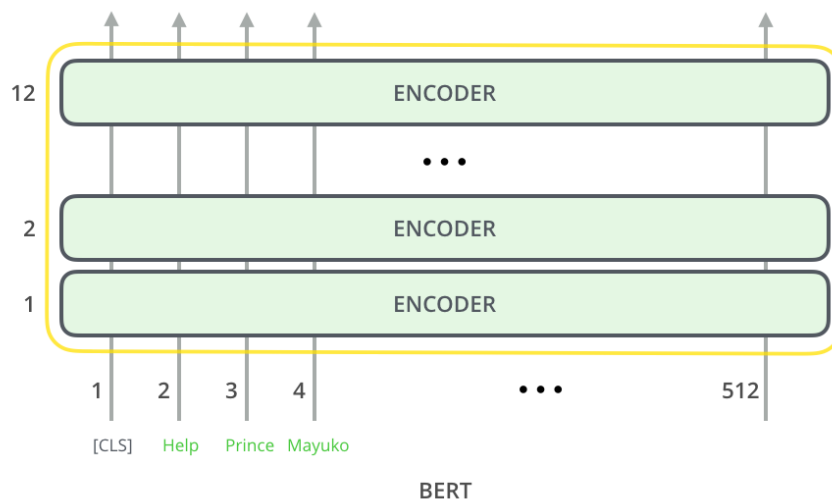 12 ENCODER
...
2 ENCODER
1 ENCODER
1 2 3 4 ... 512
[CLS] Help Prince Mayuko
BERT